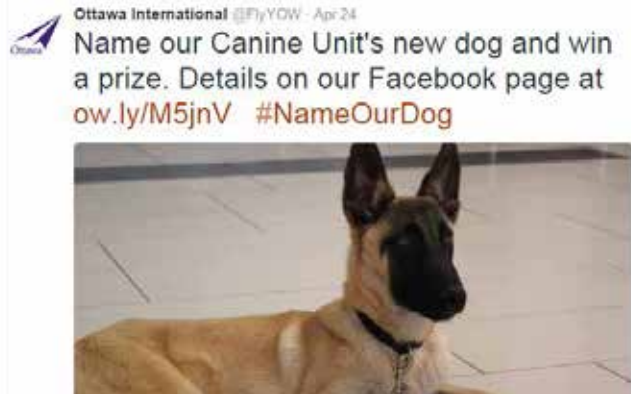 Ottawa International @FlyYOW · Apr 24
Name our Canine Unit's new dog and win
a prize. Details on our Facebook page at
ow.ly/M5jnV #NameOurDog
Ottawa